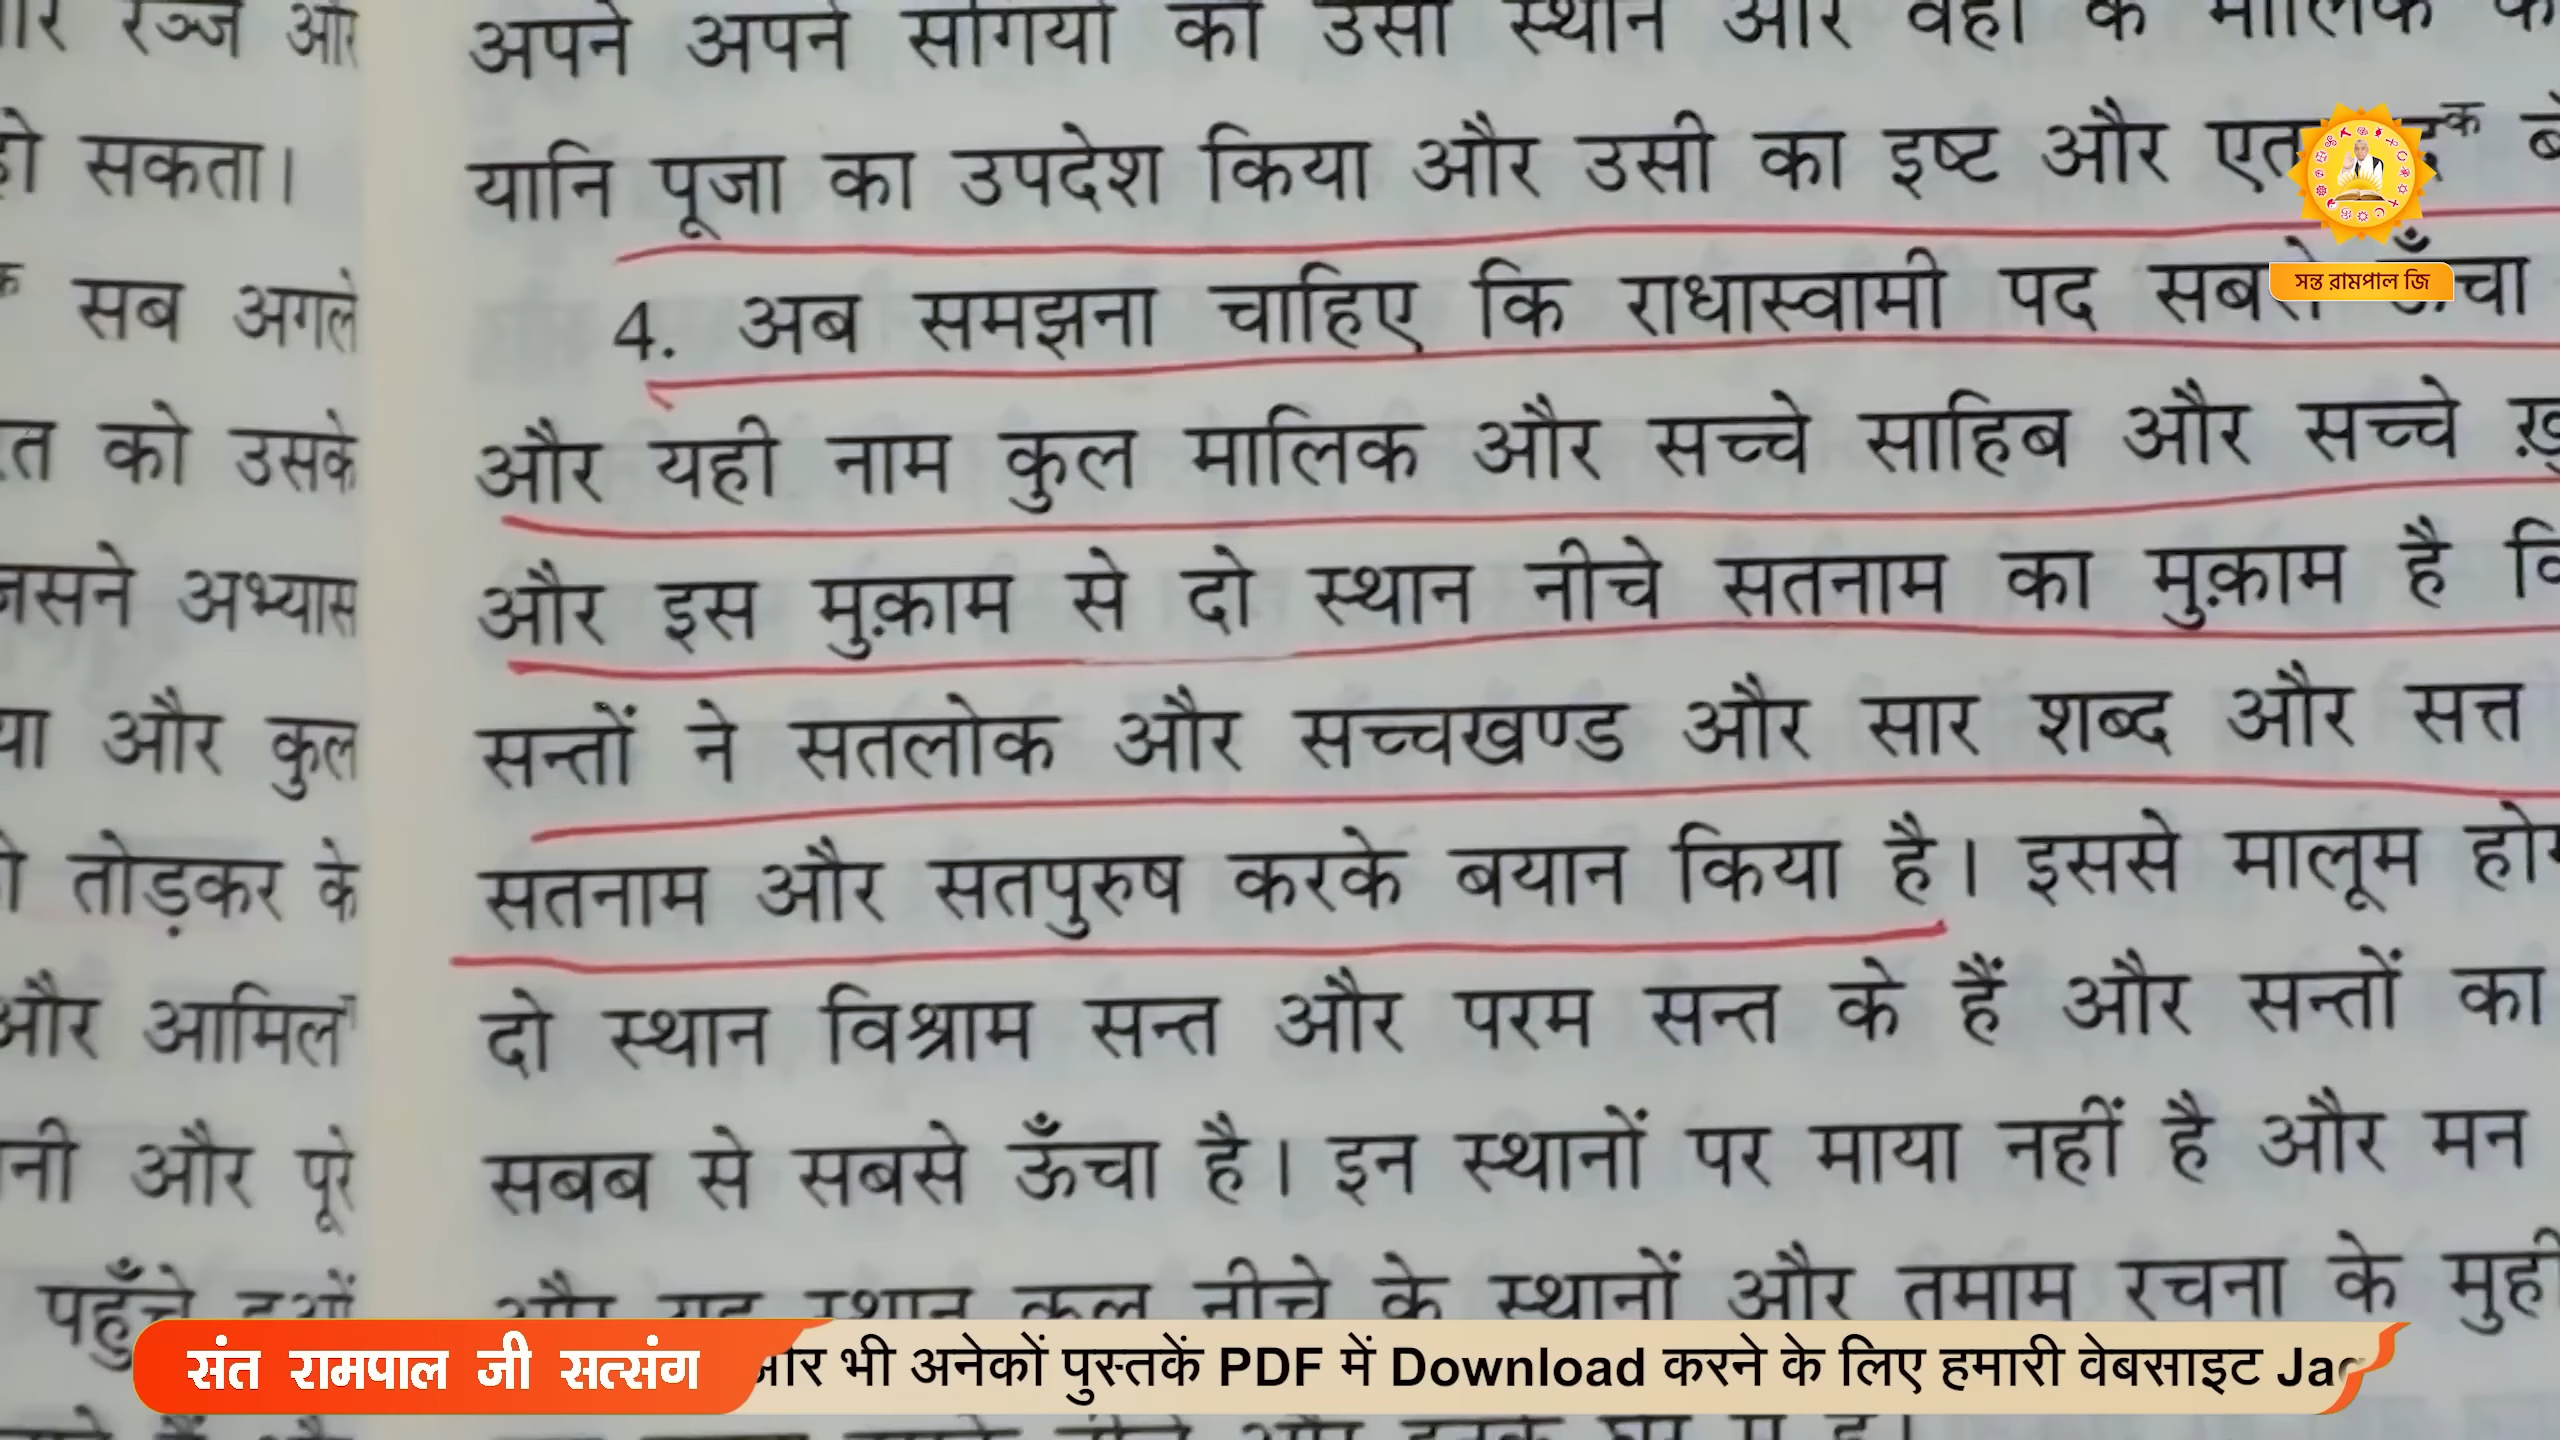 रञ्ज और
सकता।
सब अगले
को उसके
अभ्यास
और कुल
तोड़कर के
और आमिल
और पूरे
पहुँचे
अपने अपने संगियों को उसी स्थान और वहाँ के मालिक
यानि पूजा का उपदेश किया और उसी का इष्ट और
4. अब समझना चाहिए कि राधास्वामी पद सबसे ऊँचा
और यही नाम कुल मालिक और सच्चे साहिब और सच्चे
और इस मुक़ाम से दो स्थान नीचे सतनाम का मुक़ाम है
सन्तों ने सतलोक और सच्चखण्ड और सार शब्द और सत्त
सतनाम और सतपुरुष करके बयान किया है। इससे मालूम
दो स्थान विश्राम सन्त और परम सन्त के हैं और सन्तों का
सबब से सबसे ऊँचा है। इन स्थानों पर माया नहीं है और मन
और यह स्थान कुल नीचे के स्थानों और तमाम रचना के
সন্ত রামপাল জি
संत रामपाल जी सत्संग
और भी अनेकों पुस्तकें PDF में Download करने के लिए हमारी वेबसाइट